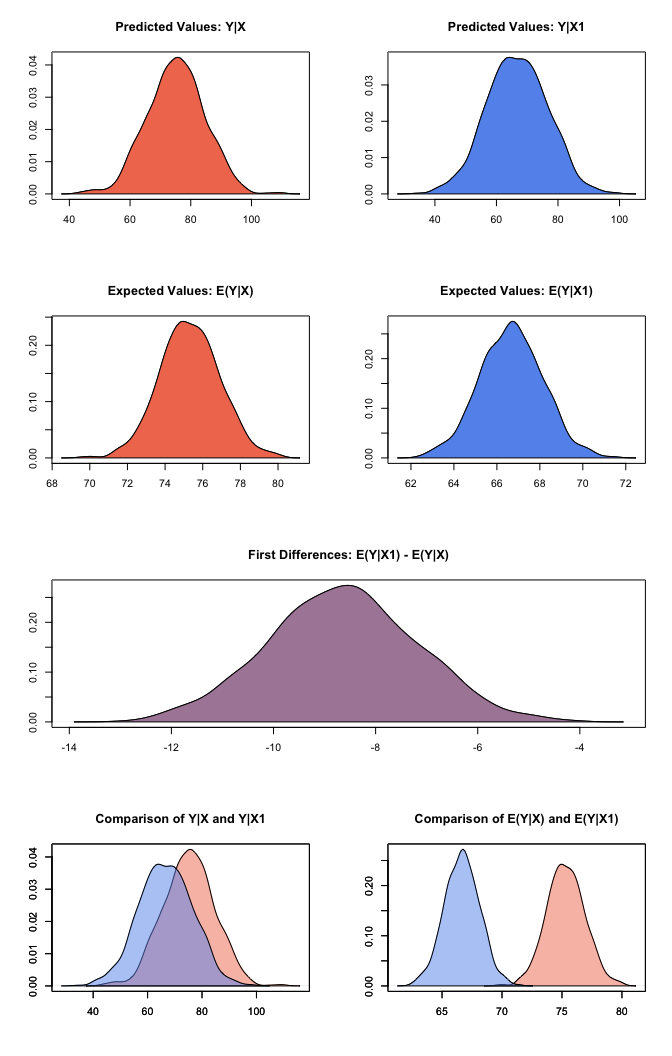 Predicted Values: Y|X
0.00 0.01 0.02 0.03 0.04
40 60 80 100
Predicted Values: Y|X1
0.00 0.01 0.02 0.03
40 60 80 100
Expected Values: E(Y|X)
0.00 0.10 0.20
68 70 72 74 76 78 80
Expected Values: E(Y|X1)
0.00 0.10 0.20
62 64 66 68 70 72
First Differences: E(Y|X1) - E(Y|X)
0.00 0.10 0.20
-14 -12 -10 -8 -6 -4
Comparison of Y|X and Y|X1
0.00 0.01 0.02 0.03 0.04
40 60 80 100
Comparison of E(Y|X) and E(Y|X1)
0.00 0.10 0.20
65 70 75 80